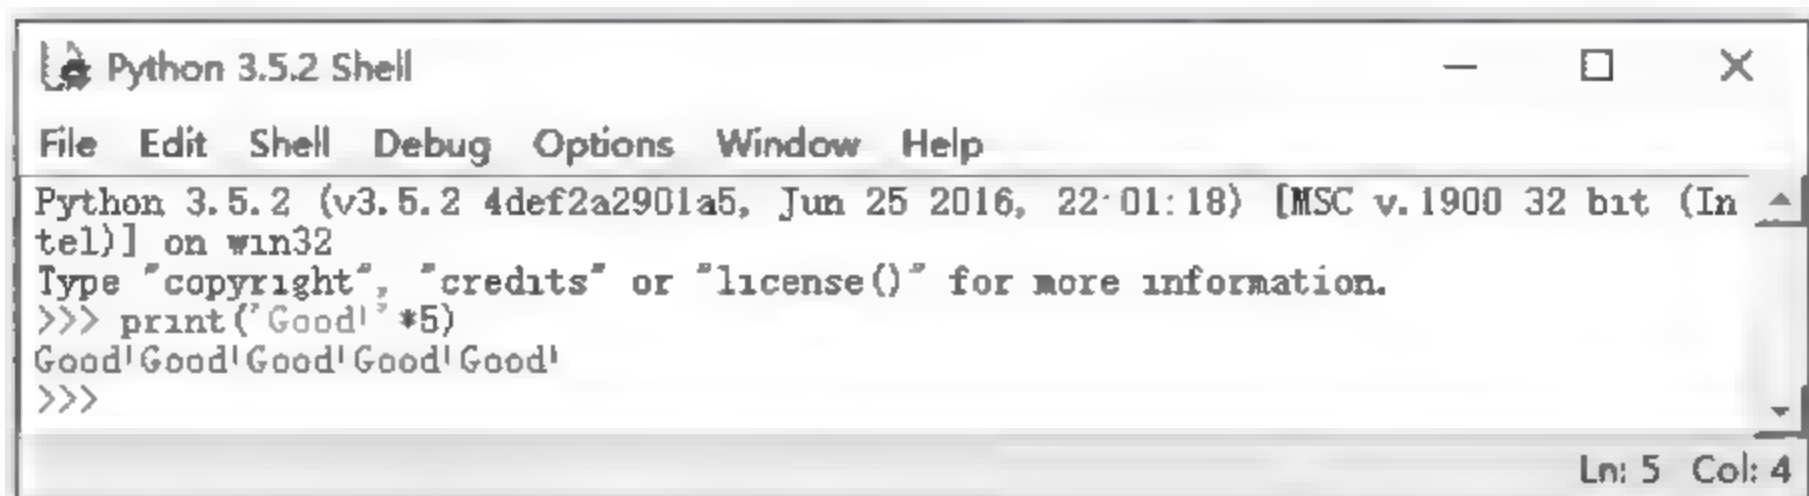 Python 3.5.2 Shell
File Edit Shell Debug Options Window Help
Python 3.5.2 (v3.5.2 4def2a2901a5, Jun 25 2016, 22:01:18) [MSC v.1900 32 bit (In
tel)] on win32
Type "copyright", "credits" or "license()" for more information.
>>> print('Good!'*5)
Good!Good!Good!Good!Good!
>>>
Ln: 5 Col: 4